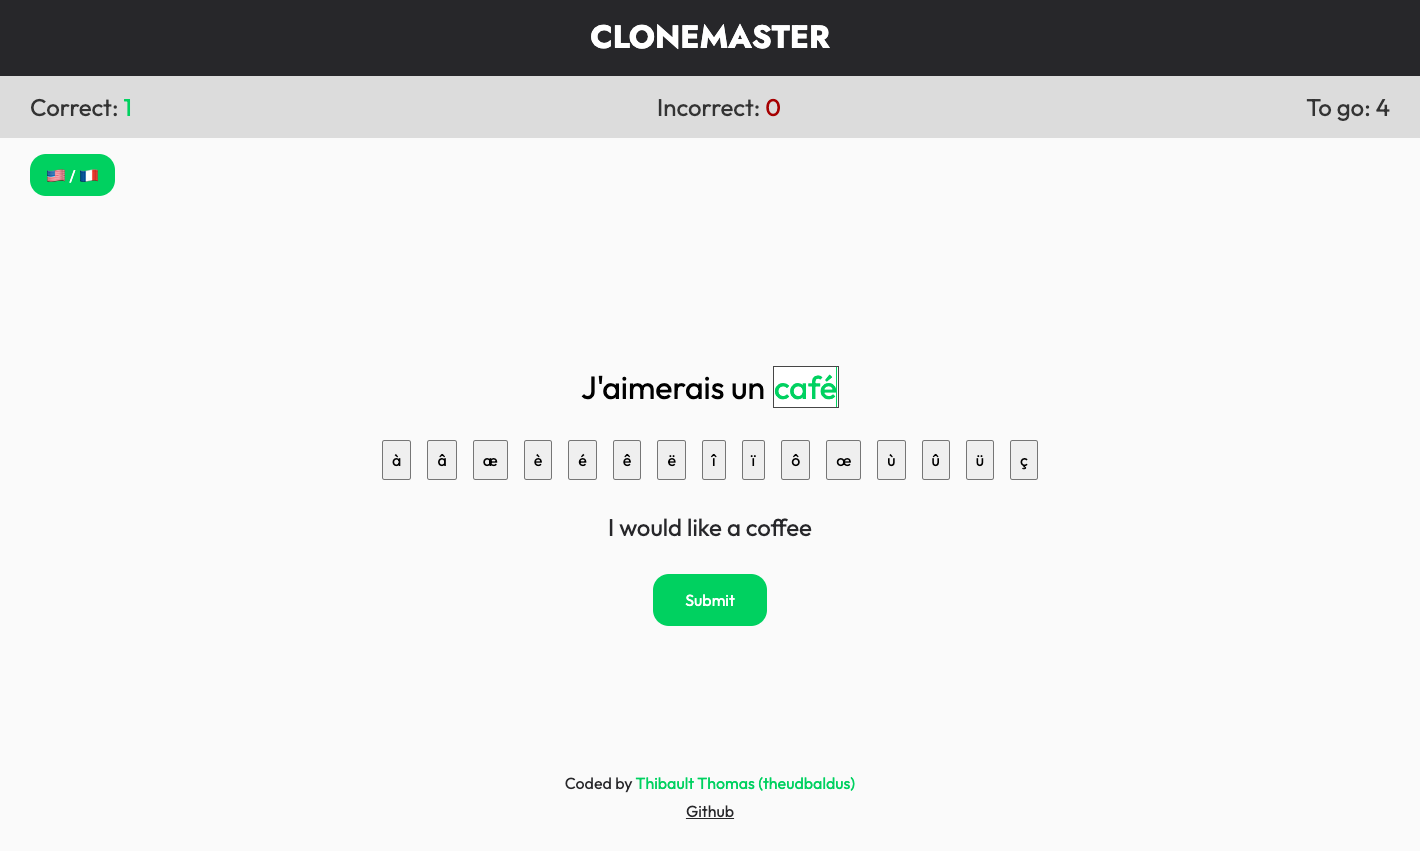 CLONEMASTER
Correct: 1 Incorrect: 0 To go: 4
🇺🇸 / 🇫🇷
J'aimerais un café
à â æ è é ê ë î ï ô œ ù û ü ç
I would like a coffee
Submit
Coded by Thibault Thomas (theudbaldus)
Github